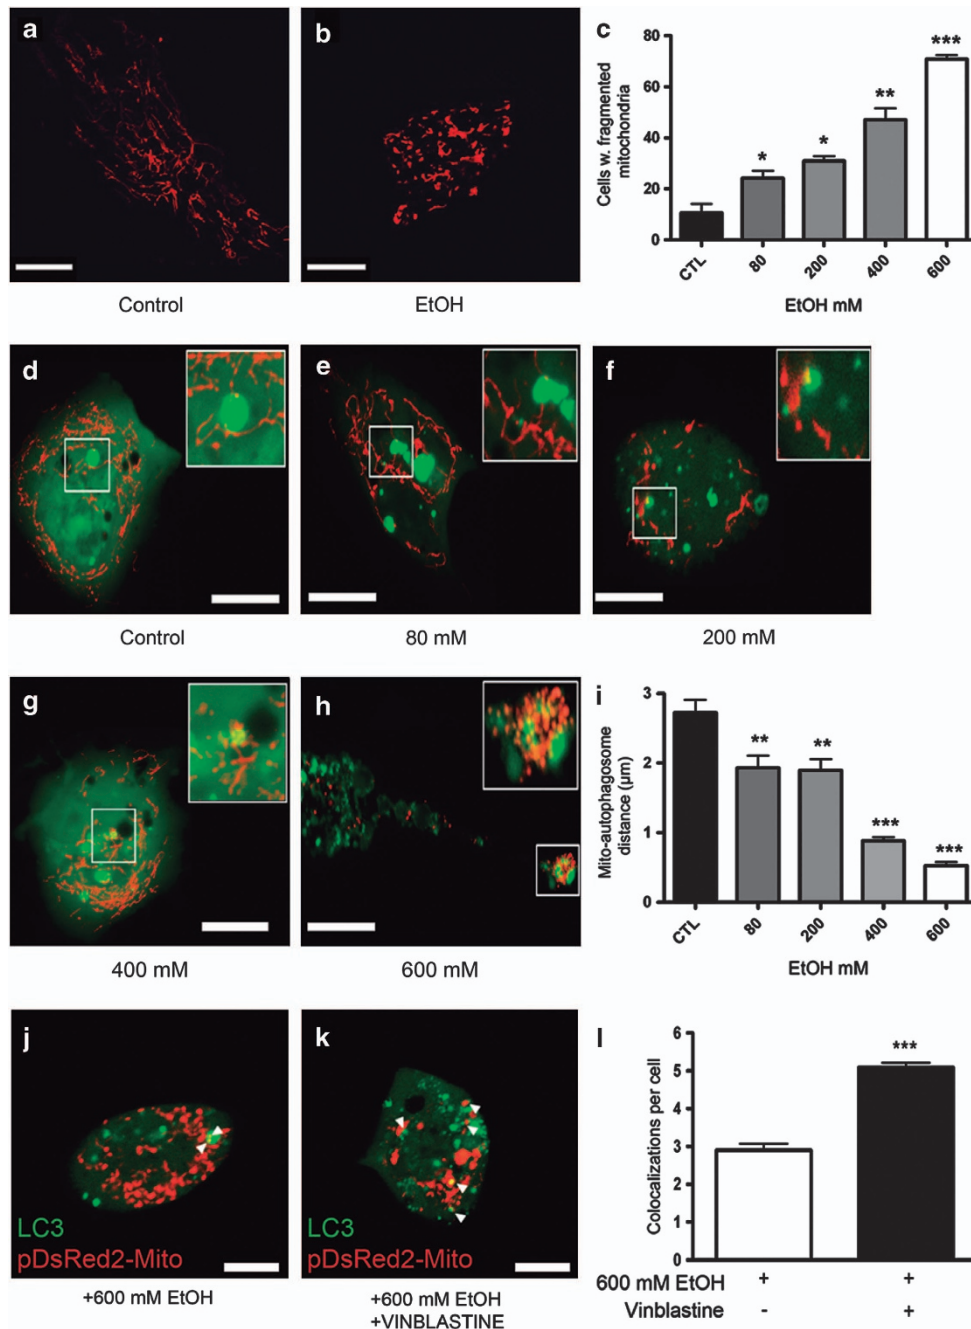 a
b
c
80
60
40
20
0
Cells w. fragmented
mitochondria
*
*
**
***
CTL
80
200
400
600
EtOH mM
Control
EtOH
d
e
f
Control
80 mM
200 mM
g
h
i
3
2
1
0
Mito-autophagosome
distance (µm)
**
**
***
***
CTL
80
200
400
600
EtOH mM
400 mM
600 mM
j
LC3
pDsRed2-Mito
+600 mM EtOH
k
LC3
pDsRed2-Mito
+600 mM EtOH
+VINBLASTINE
l
6
5
4
3
2
1
0
Colocalizations per cell
***
600 mM EtOH + +
Vinblastine - +